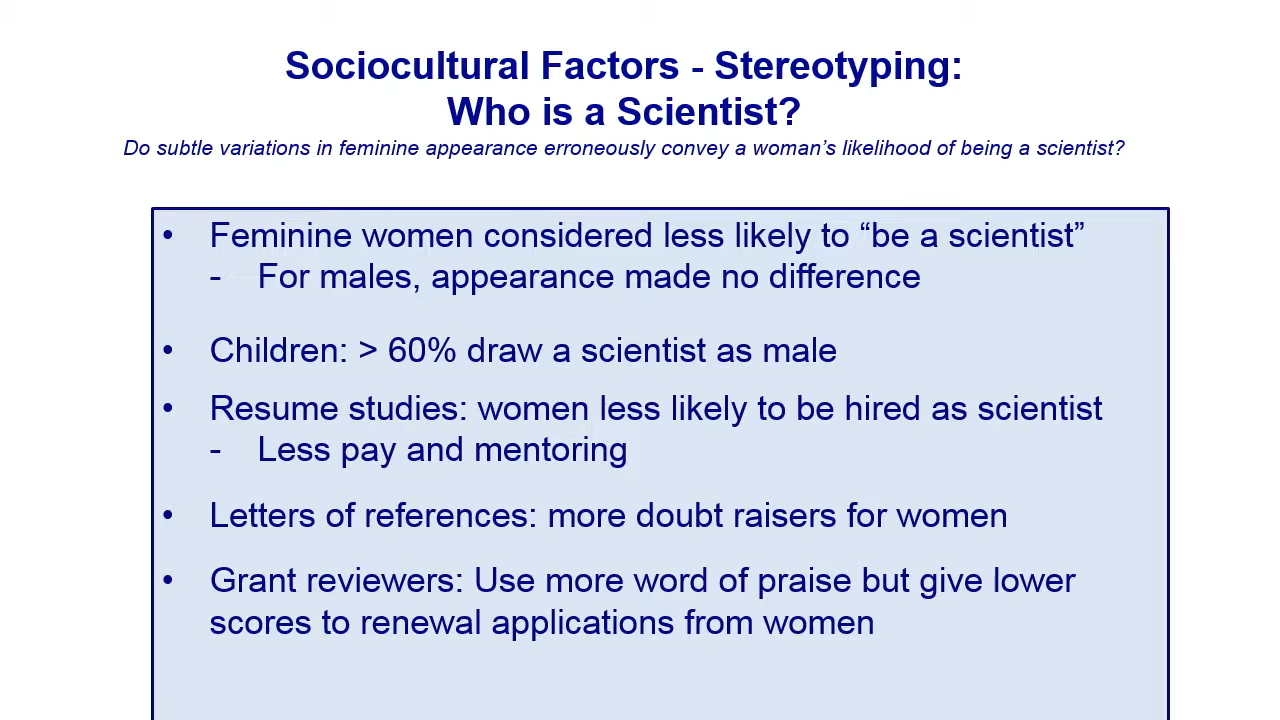 Sociocultural Factors - Stereotyping:
Who is a Scientist?
Do subtle variations in feminine appearance erroneously convey a woman’s likelihood of being a scientist?
• Feminine women considered less likely to “be a scientist”
- For males, appearance made no difference
• Children: > 60% draw a scientist as male
• Resume studies: women less likely to be hired as scientist
- Less pay and mentoring
• Letters of references: more doubt raisers for women
• Grant reviewers: Use more word of praise but give lower
scores to renewal applications from women